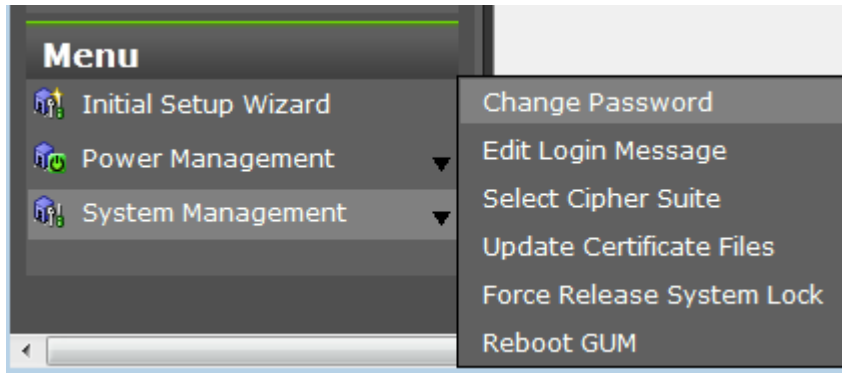 Menu
Initial Setup Wizard
Power Management
System Management
Change Password
Edit Login Message
Select Cipher Suite
Update Certificate Files
Force Release System Lock
Reboot GUM